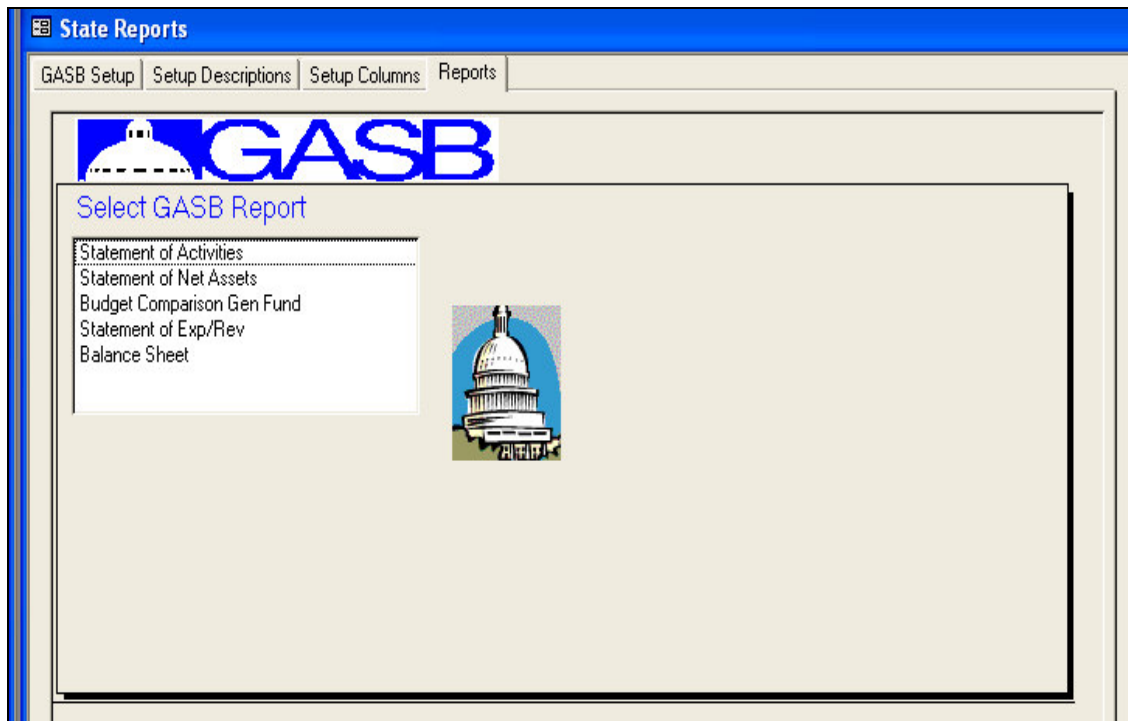 State Reports
GASB Setup Setup Descriptions Setup Columns Reports
GASB
Select GASB Report
Statement of Activities
Statement of Net Assets
Budget Comparison Gen Fund
Statement of Exp/Rev
Balance Sheet